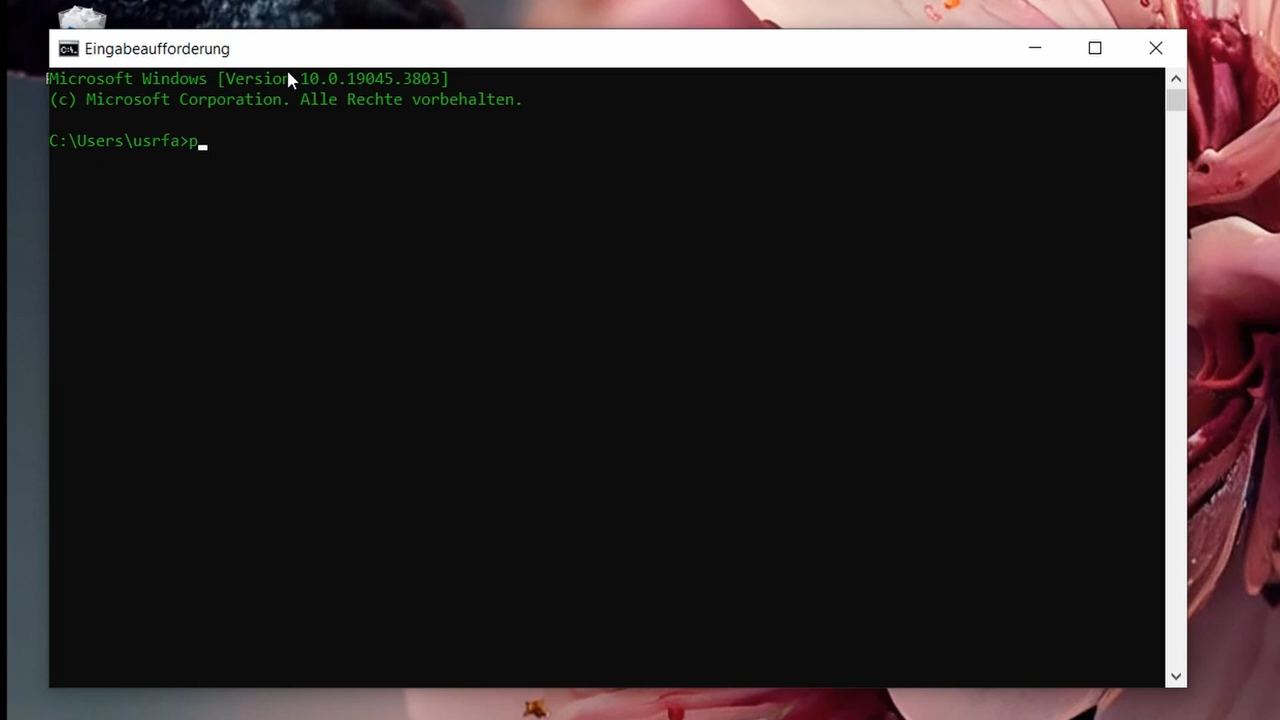 Eingabeaufforderung
Microsoft Windows [Version 10.0.19045.3803]
(c) Microsoft Corporation. Alle Rechte vorbehalten.
C:\Users\usrfa>p